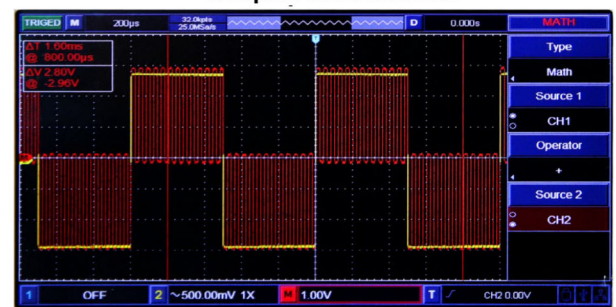 TRIGED M 200μs 32.0kpts D 0.000s MATH
25.0MSa/s
ΔT 1.60ms
@ 800.00μs
ΔV 2.80V
@ -2.96V
Type
Math
Source 1
CH1
Operator
+
Source 2
CH2
1 OFF 2 ~500.00mV 1X M 1.00V T CH2 0.00V